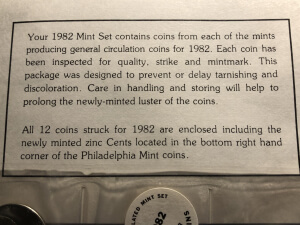 Your 1982 Mint Set contains coins from each of the mints
producing general circulation coins for 1982. Each coin has
been inspected for quality, strike and mintmark. This
package was designed to prevent or delay tarnishing and
discoloration. Care in handling and storing will help to
prolong the newly-minted luster of the coins.
All 12 coins struck for 1982 are enclosed including the
newly minted zinc Cents located in the bottom right hand
corner of the Philadelphia Mint coins.
MINT SET